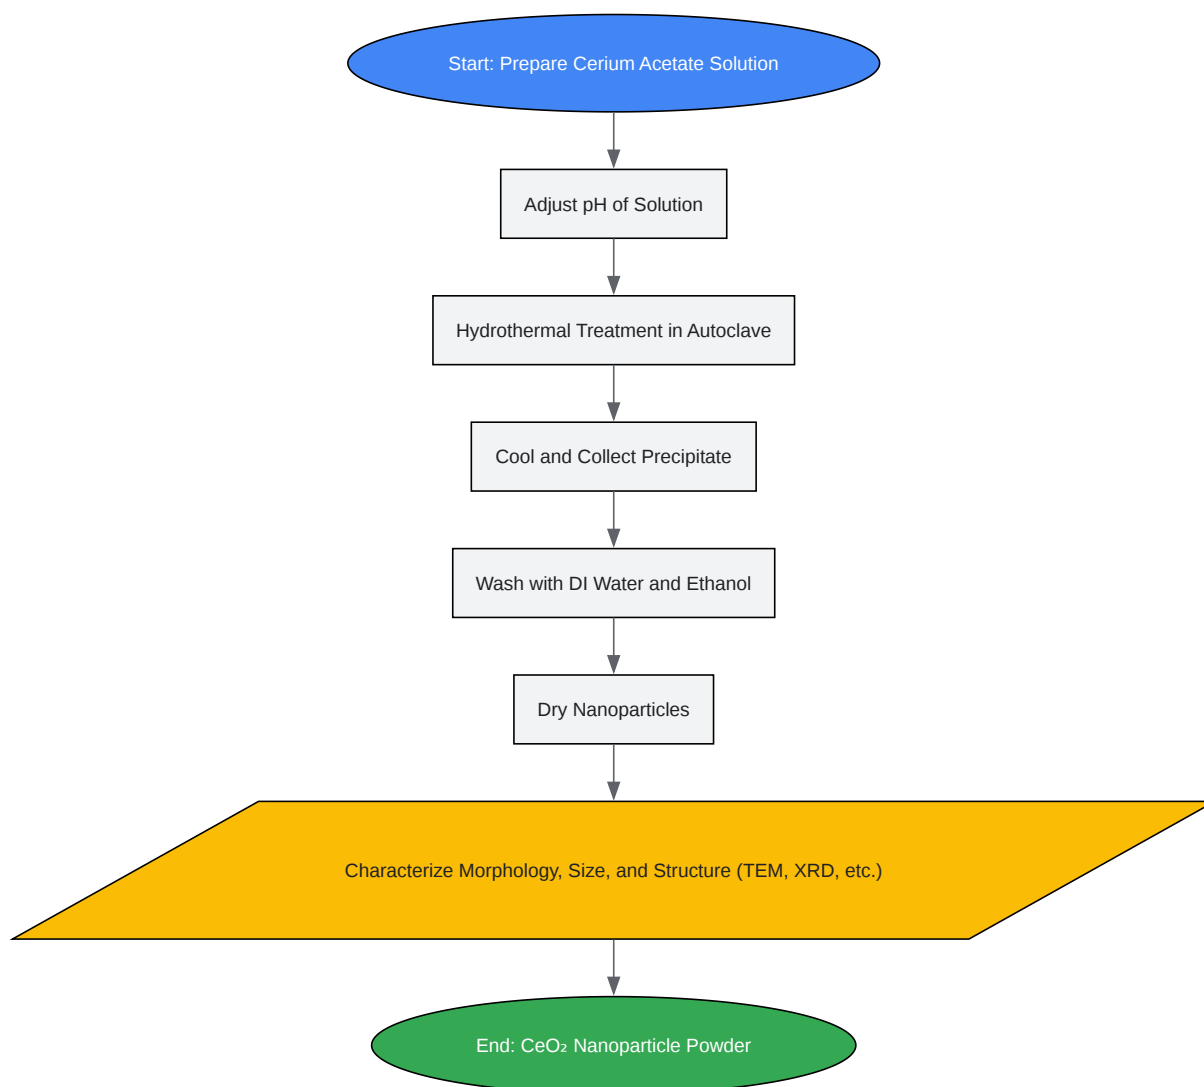 Start: Prepare Cerium Acetate Solution
Adjust pH of Solution
Hydrothermal Treatment in Autoclave
Cool and Collect Precipitate
Wash with DI Water and Ethanol
Dry Nanoparticles
Characterize Morphology, Size, and Structure (TEM, XRD, etc.)
End: CeO₂ Nanoparticle Powder